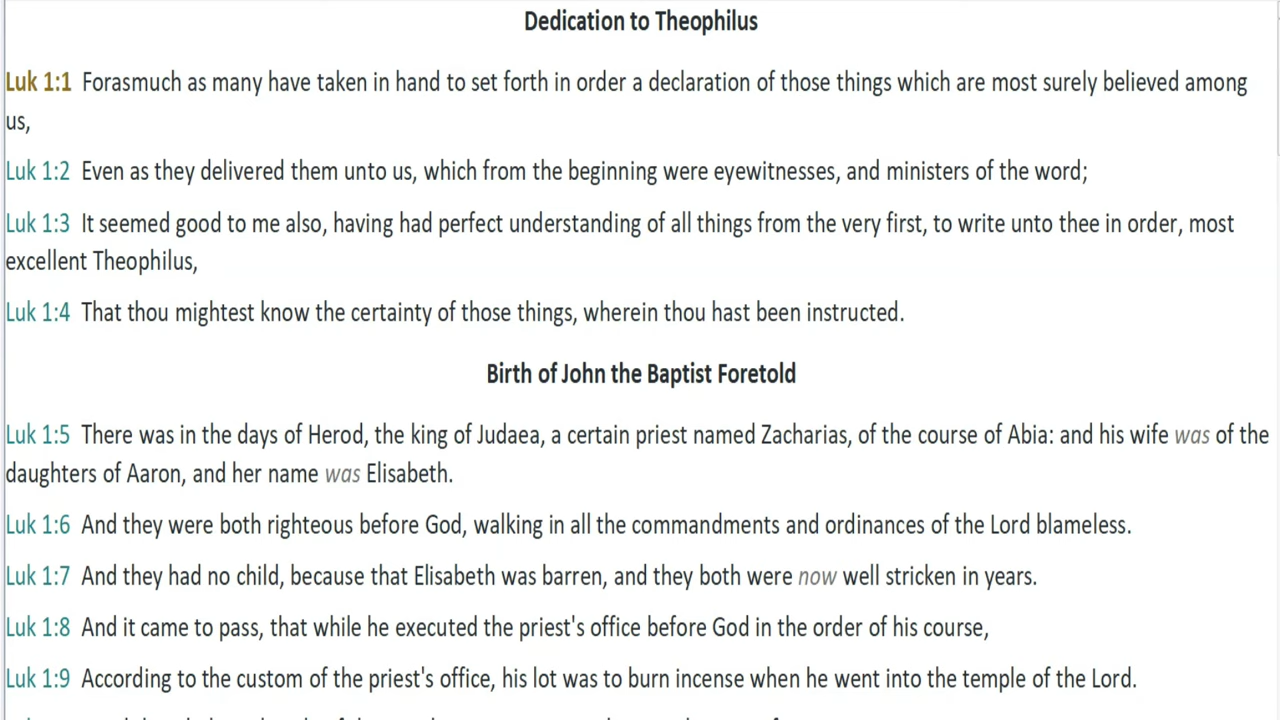 Dedication to Theophilus
Luk 1:1 Forasmuch as many have taken in hand to set forth in order a declaration of those things which are most surely believed among
us,
Luk 1:2 Even as they delivered them unto us, which from the beginning were eyewitnesses, and ministers of the word;
Luk 1:3 It seemed good to me also, having had perfect understanding of all things from the very first, to write unto thee in order, most
excellent Theophilus,
Luk 1:4 That thou mightest know the certainty of those things, wherein thou hast been instructed.
Birth of John the Baptist Foretold
Luk 1:5 There was in the days of Herod, the king of Judaea, a certain priest named Zacharias, of the course of Abia: and his wife was of the
daughters of Aaron, and her name was Elisabeth.
Luk 1:6 And they were both righteous before God, walking in all the commandments and ordinances of the Lord blameless.
Luk 1:7 And they had no child, because that Elisabeth was barren, and they both were now well stricken in years.
Luk 1:8 And it came to pass, that while he executed the priest's office before God in the order of his course,
Luk 1:9 According to the custom of the priest's office, his lot was to burn incense when he went into the temple of the Lord.